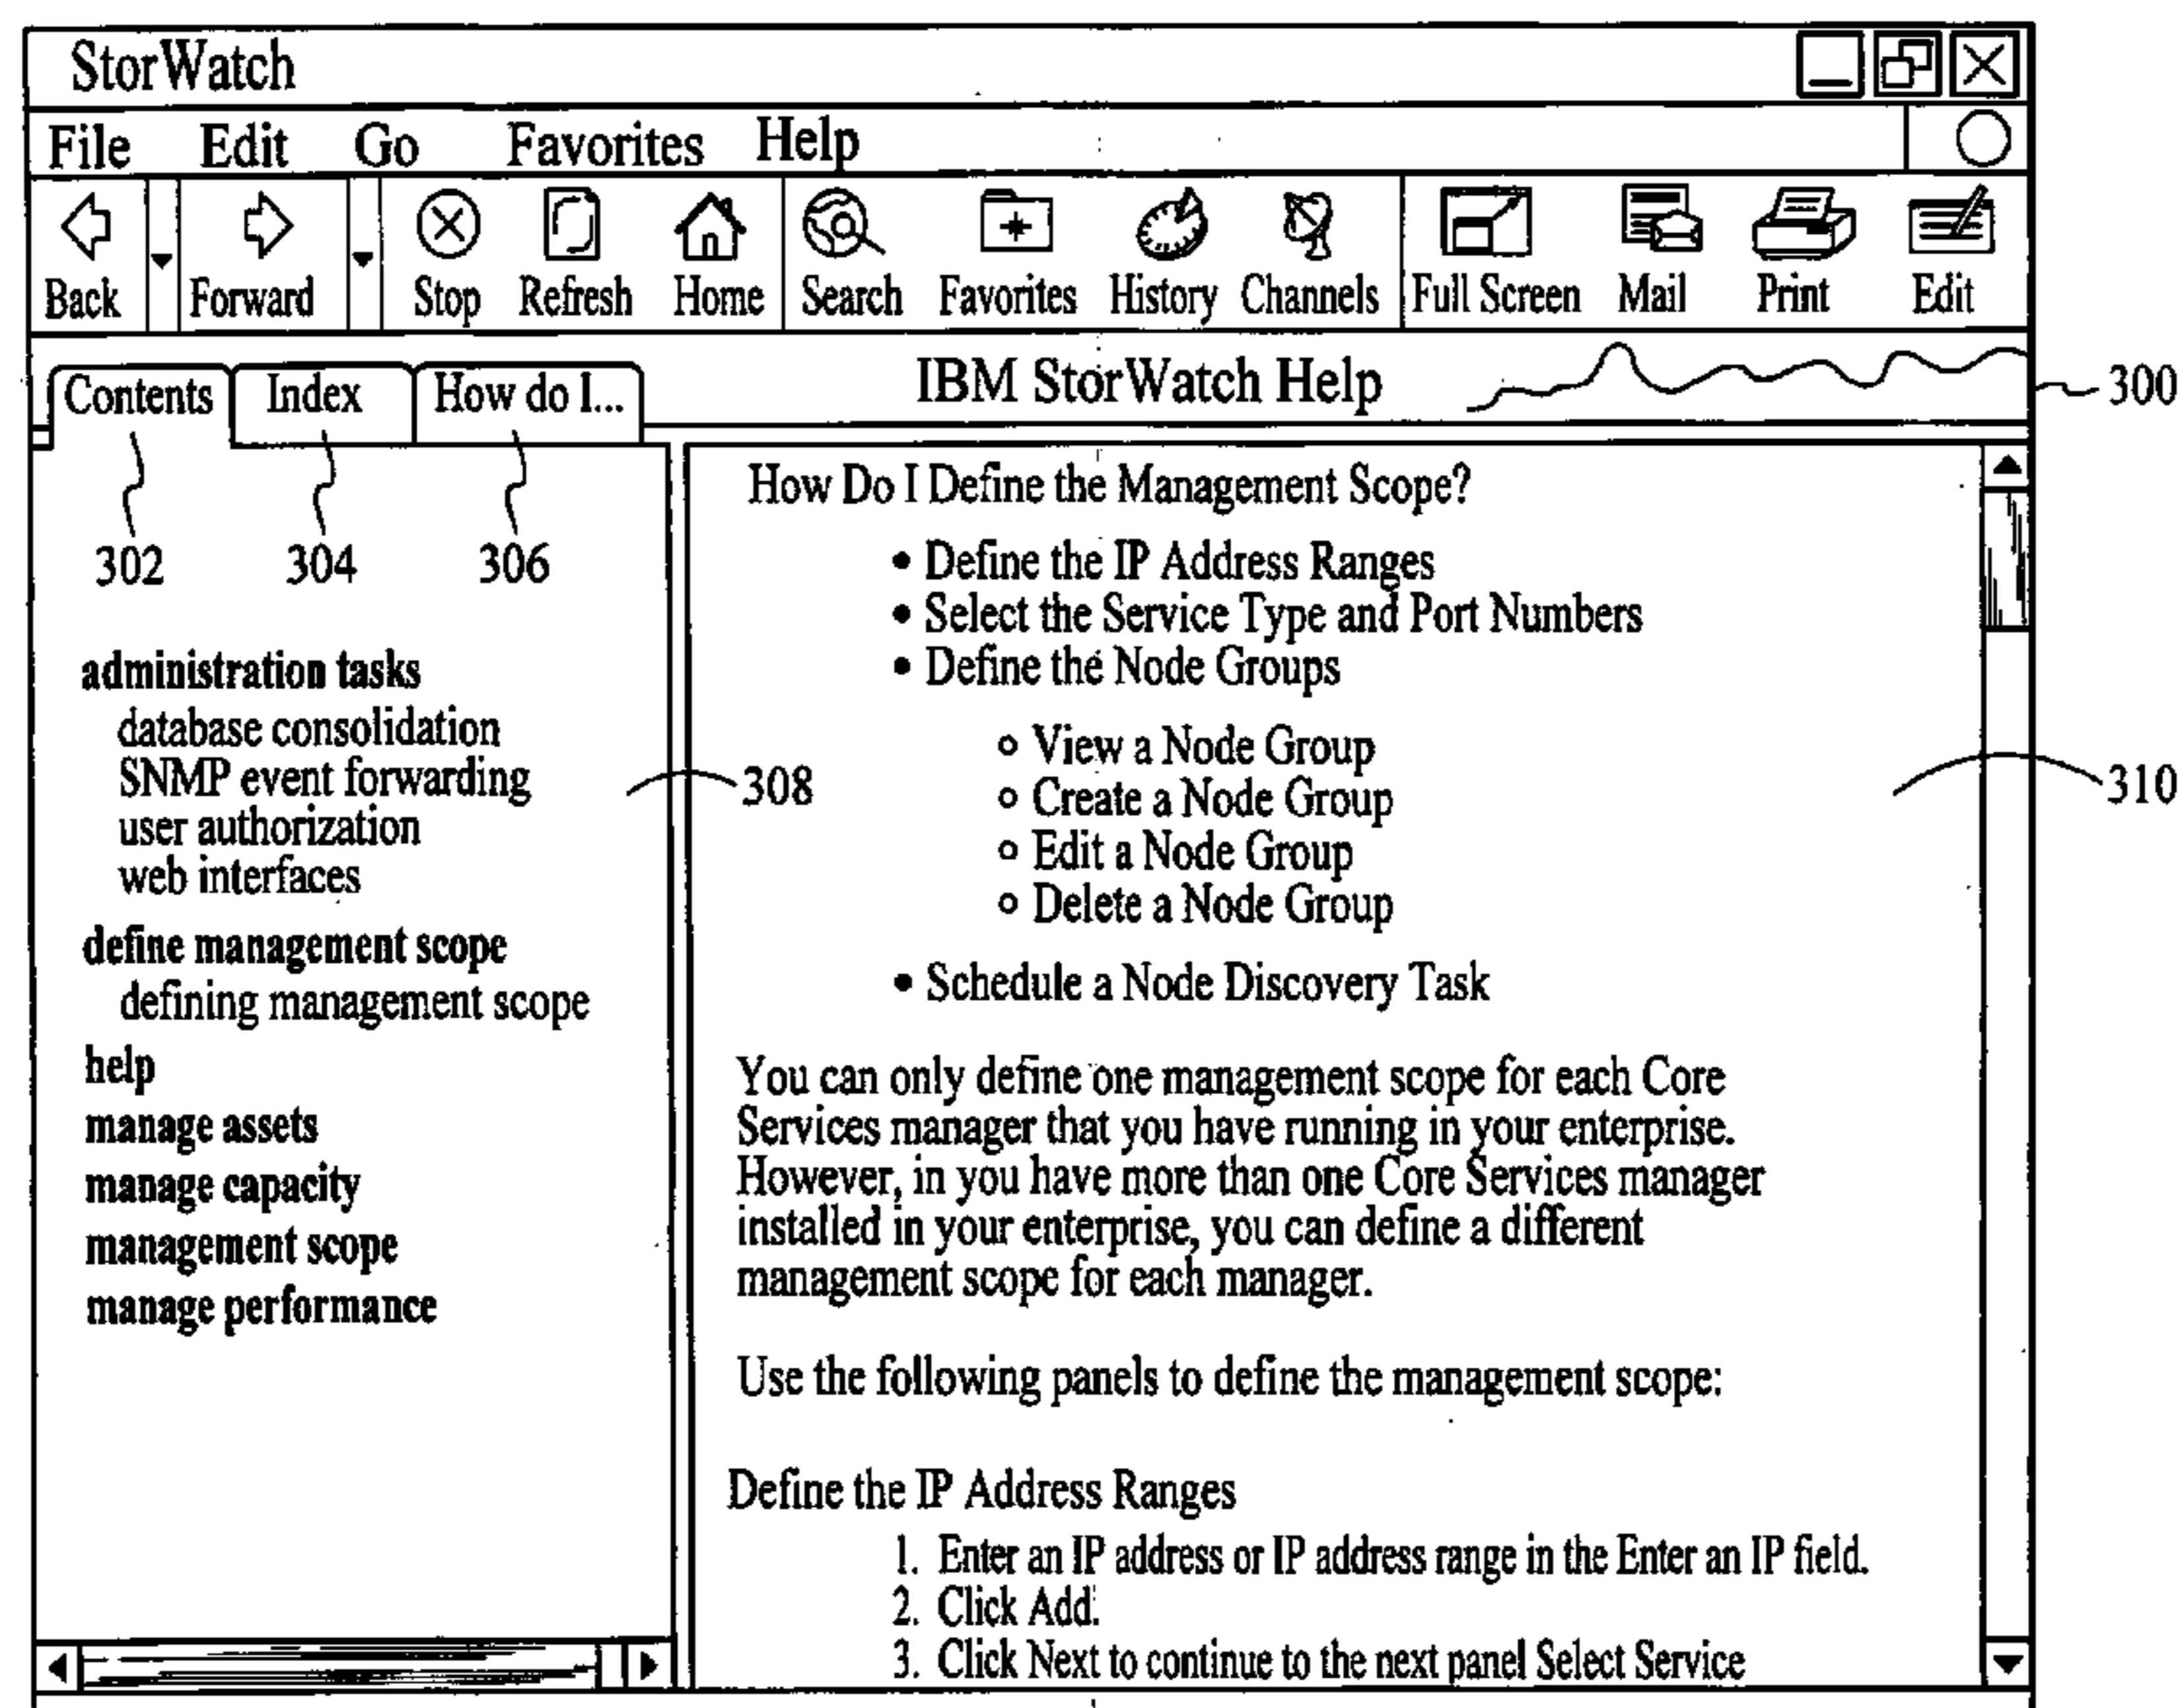 StorWatch
File Edit Go Favorites Help
Back Forward Stop Refresh Home Search Favorites History Channels Full Screen Mail Print Edit
Contents Index How do I...
IBM StorWatch Help
300
302 304 306
administration tasks
database consolidation
SNMP event forwarding
user authorization
web interfaces
define management scope
defining management scope
help
manage assets
manage capacity
management scope
manage performance
308
How Do I Define the Management Scope?
• Define the IP Address Ranges
• Select the Service Type and Port Numbers
• Define the Node Groups
o View a Node Group
o Create a Node Group
o Edit a Node Group
o Delete a Node Group
• Schedule a Node Discovery Task
310
You can only define one management scope for each Core
Services manager that you have running in your enterprise.
However, in you have more than one Core Services manager
installed in your enterprise, you can define a different
management scope for each manager.
Use the following panels to define the management scope:
Define the IP Address Ranges
1. Enter an IP address or IP address range in the Enter an IP field.
2. Click Add.
3. Click Next to continue to the next panel Select Service